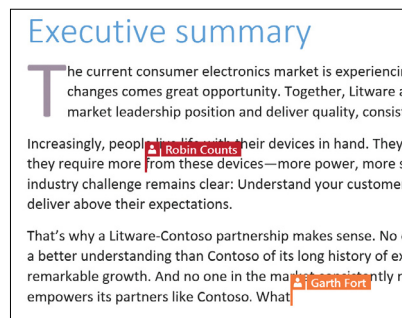 Executive summary
The current consumer electronics market is experienci
changes comes great opportunity. Together, Litware a
market leadership position and deliver quality, consis
Increasingly, people live life with their devices in hand. They
Robin Counts
they require more from these devices—more power, more s
industry challenge remains clear: Understand your custome
deliver above their expectations.
That's why a Litware-Contoso partnership makes sense. No
a better understanding than Contoso of its long history of ex
remarkable growth. And no one in the market consistently r
Garth Fort
empowers its partners like Contoso. What